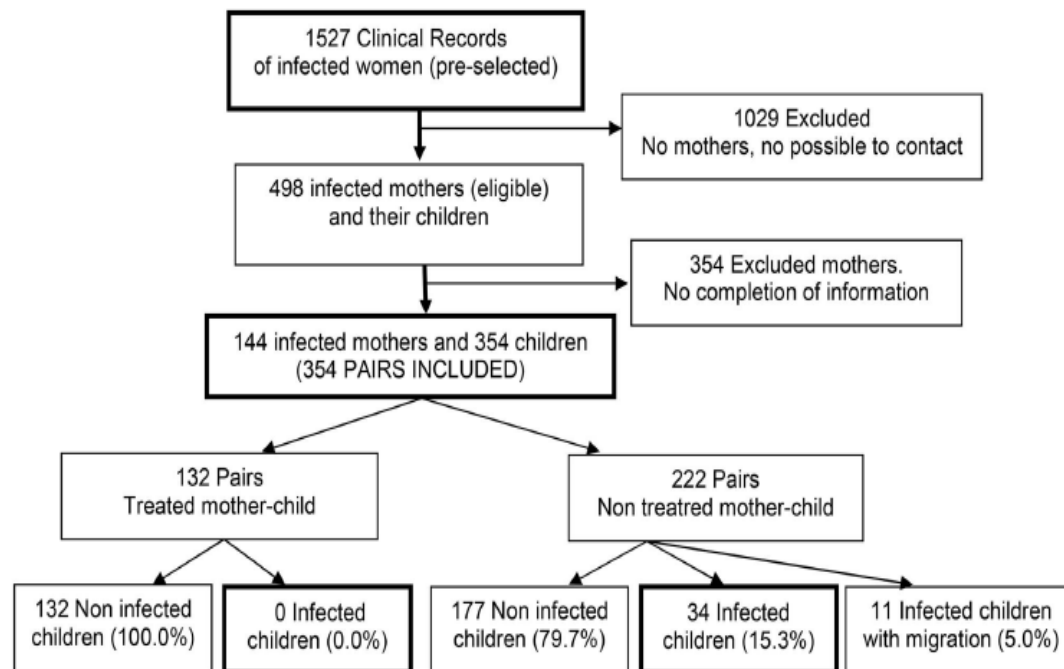 1527 Clinical Records
of infected women (pre-selected)
1029 Excluded
No mothers, no possible to contact
498 infected mothers (eligible)
and their children
354 Excluded mothers.
No completion of information
144 infected mothers and 354 children
(354 PAIRS INCLUDED)
132 Pairs
Treated mother-child
222 Pairs
Non treatred mother-child
132 Non infected
children (100.0%)
0 Infected
children (0.0%)
177 Non infected
children (79.7%)
34 Infected
children (15.3%)
11 Infected children
with migration (5.0%)